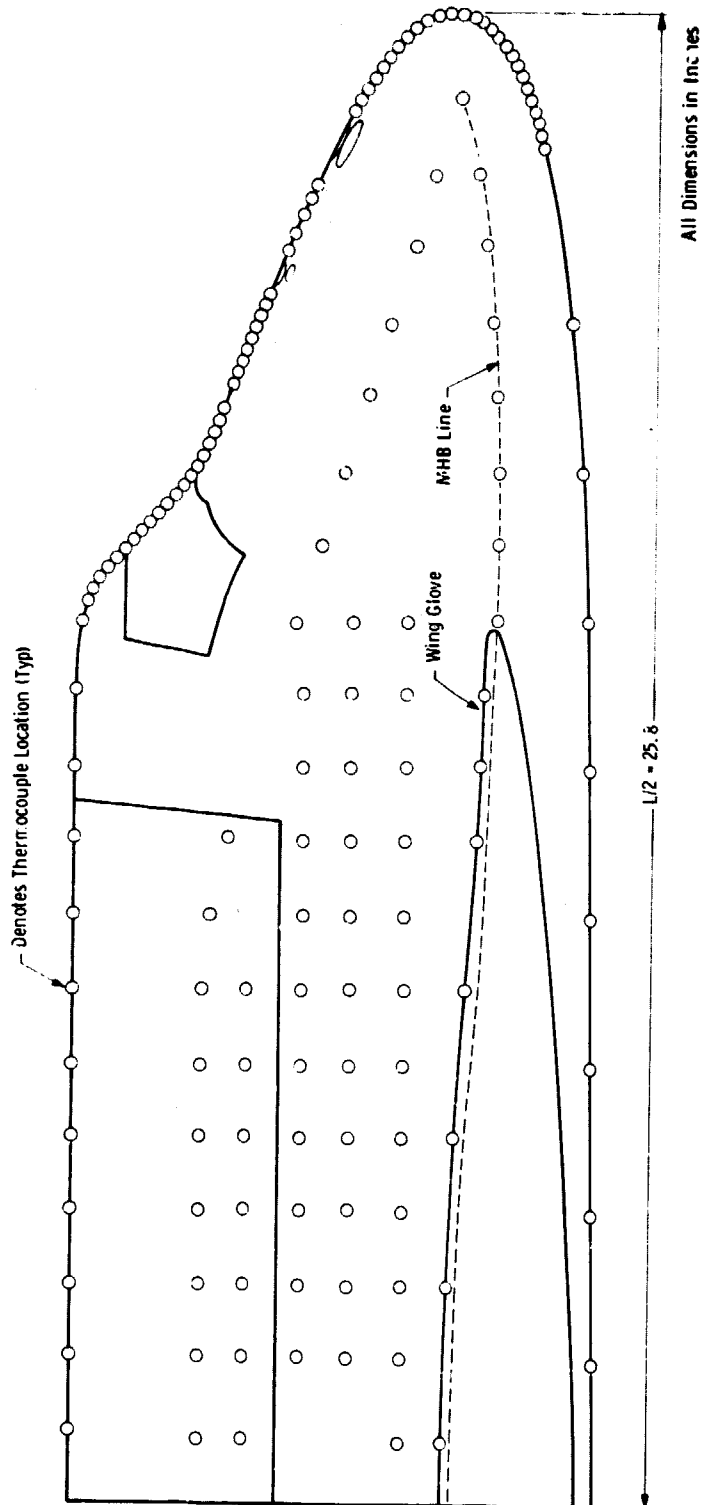 Denotes Thermocouple Location (Typ)
MHB Line
Wing Glove
L/2 = 25.8
All Dimensions in Inches